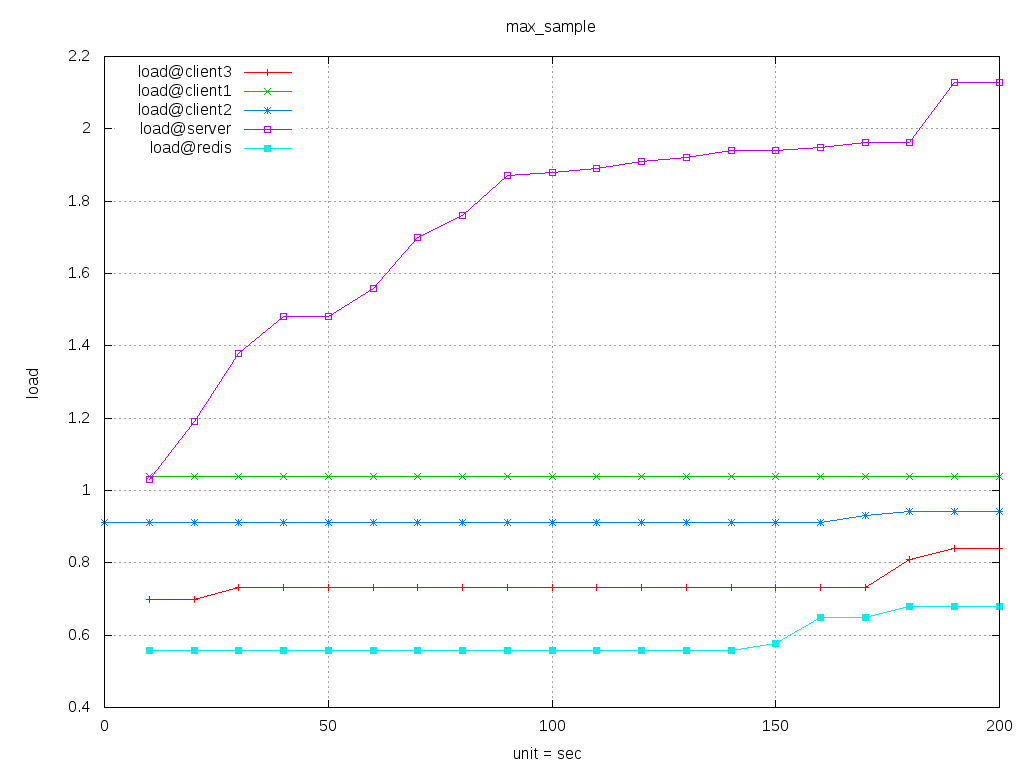 max_sample
2.2
load@client3
load@client1
load@client2
2
load@server
load@redis
1.8
1.6
1.4
load
1.2
1
0.8
0.6
0.4
0
50
100
150
200
unit = sec